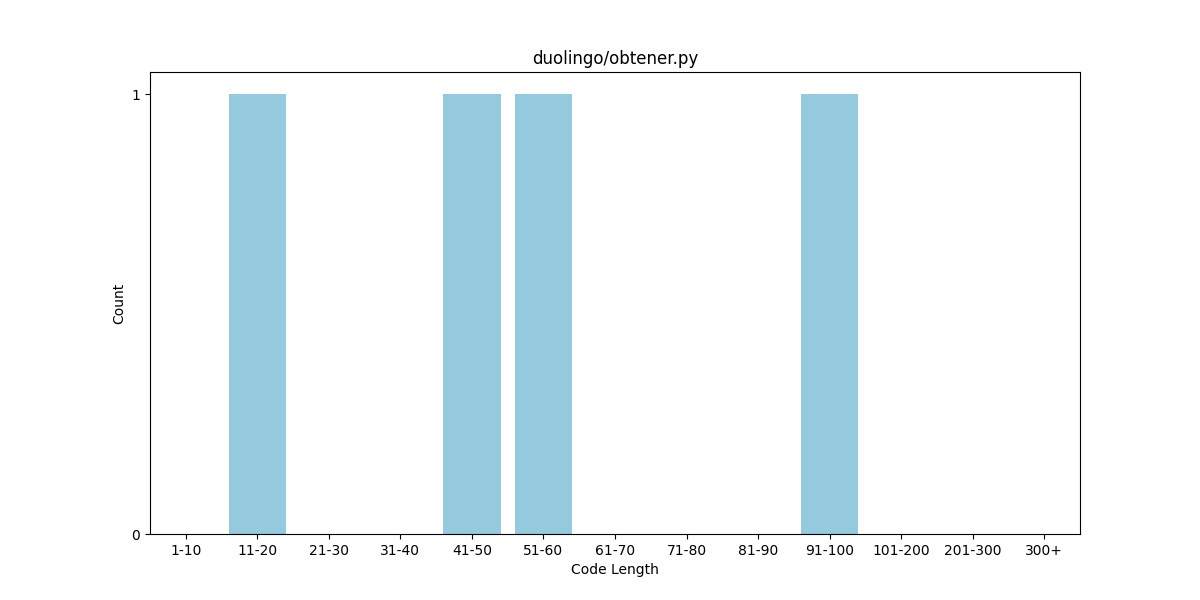 duolingo/obtener.py
1
Count
0
1-10 11-20 21-30 31-40 41-50 51-60 61-70 71-80 81-90 91-100 101-200 201-300 300+
Code Length